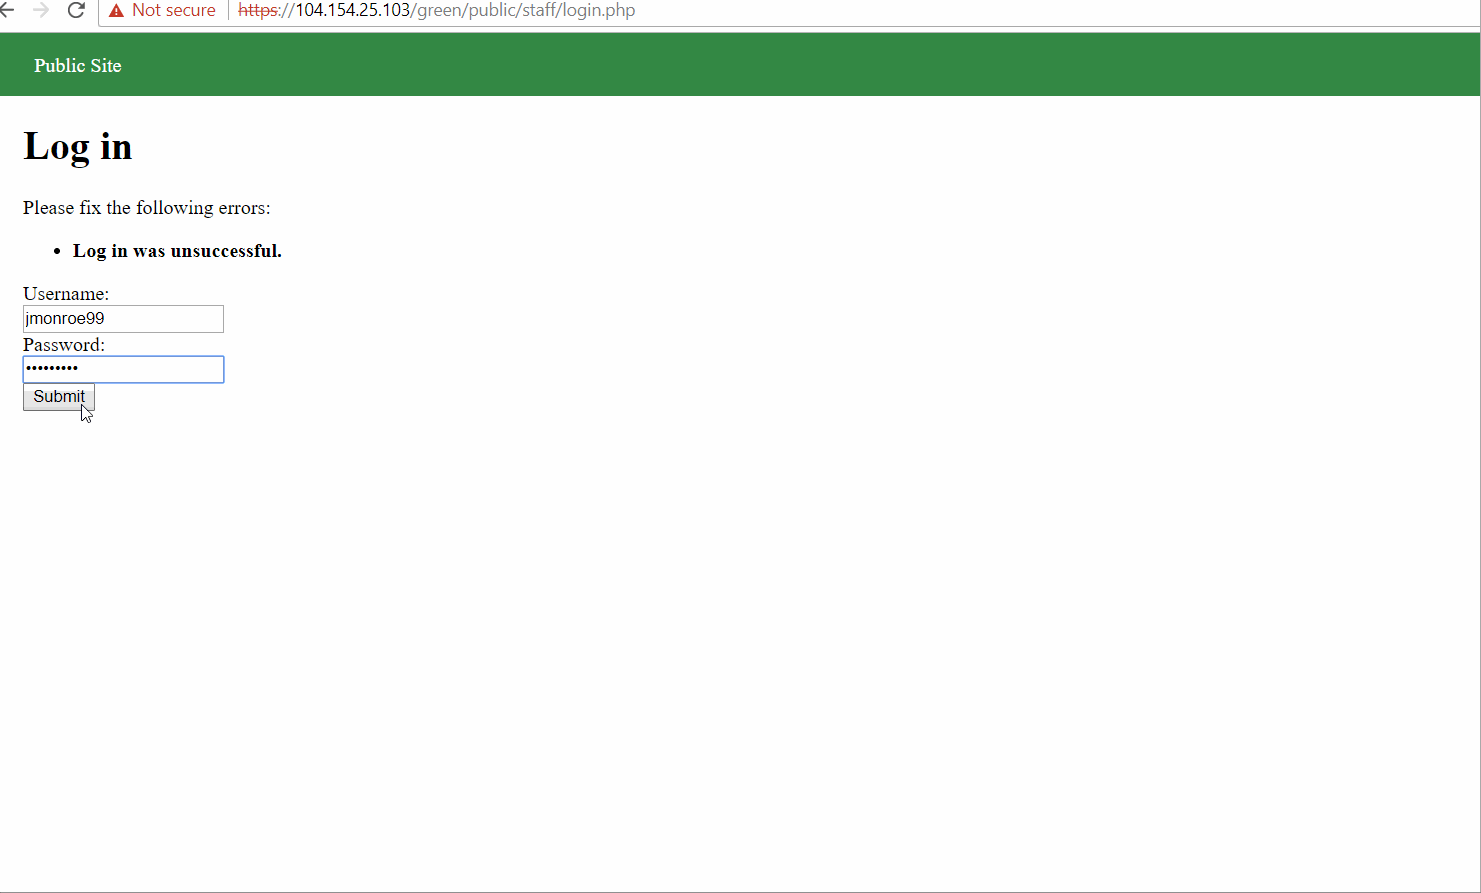 Not secure https://104.154.25.103/green/public/staff/login.php
Public Site
Log in
Please fix the following errors:
• Log in was unsuccessful.
Username:
jmonroe99
Password:
•••••••••
Submit